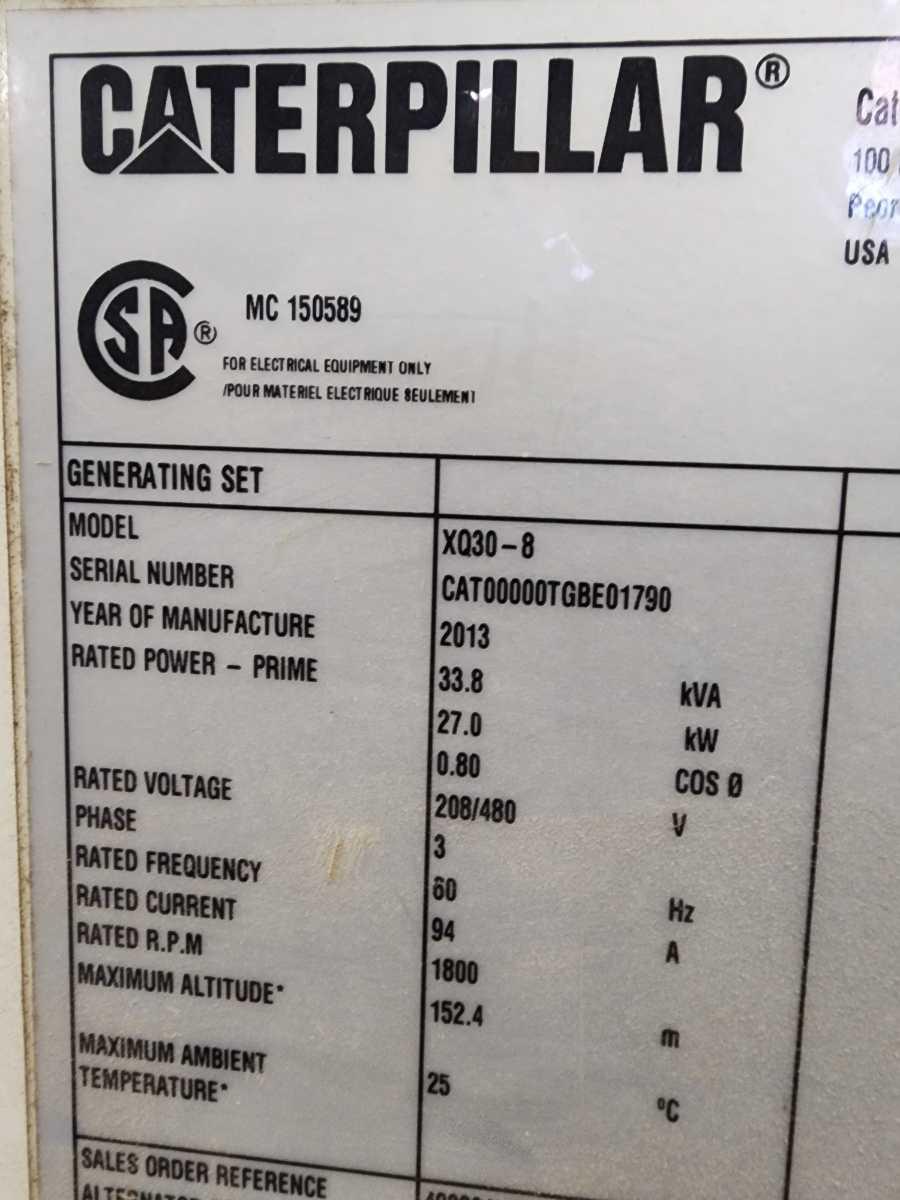 CATERPILLAR®
Cat
100
Peor
USA
CSA®
MC 150589
FOR ELECTRICAL EQUIPMENT ONLY
/POUR MATERIEL ELECTRIQUE SEULEMENT
GENERATING SET
MODEL XQ30-8
SERIAL NUMBER CAT00000TGBE01790
YEAR OF MANUFACTURE 2013
RATED POWER - PRIME 33.8 kVA
27.0 kW
0.80 COS Ø
RATED VOLTAGE 208/480 V
PHASE 3
RATED FREQUENCY 60 Hz
RATED CURRENT 94 A
RATED R.P.M 1800
MAXIMUM ALTITUDE* 152.4 m
MAXIMUM AMBIENT
TEMPERATURE* 25 °C
SALES ORDER REFERENCE